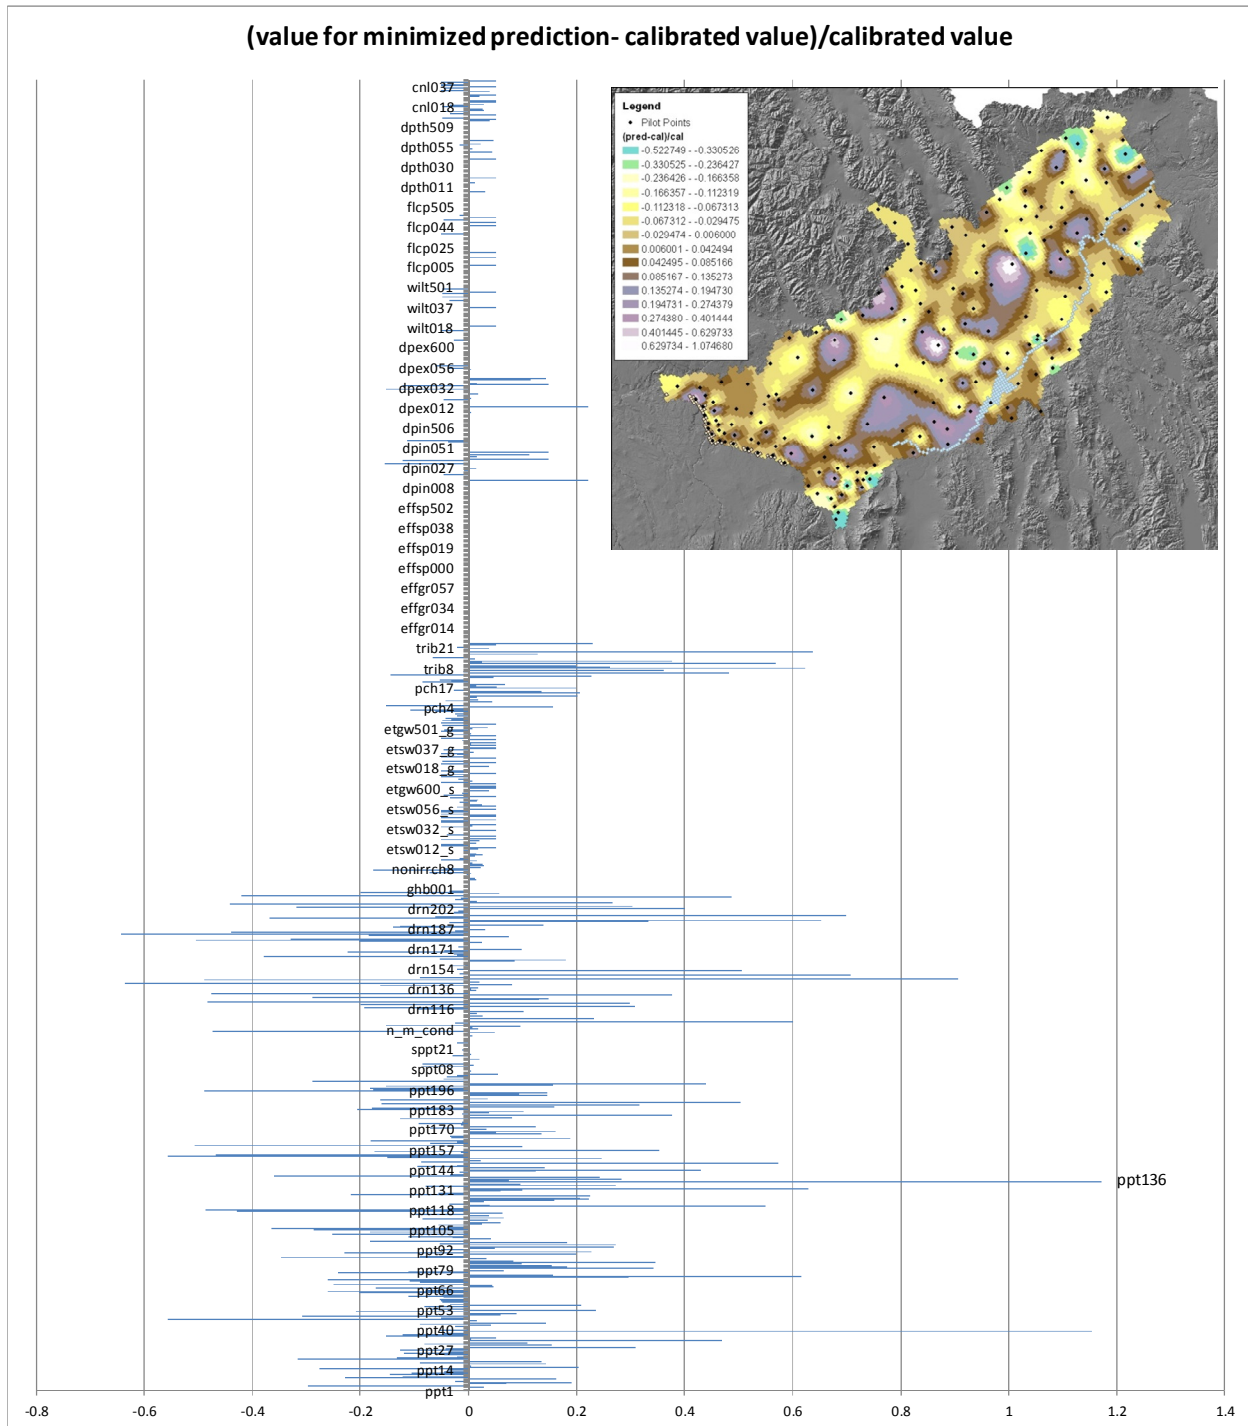 (value for minimized prediction- calibrated value)/calibrated value
-0.8 -0.6 -0.4 -0.2 0 0.2 0.4 0.6 0.8 1 1.2 1.4
cnl037
cnl018
dpth509
dpth055
dpth030
dpth011
flcp505
flcp044
flcp025
flcp005
wilt501
wilt037
wilt018
dpex600
dpex056
dpex032
dpex012
dpin506
dpin051
dpin027
dpin008
effsp502
effsp038
effsp019
effsp000
effgr057
effgr034
effgr014
trib21
trib8
pch17
pch4
etgw501_g
etsw037_g
etsw018_g
etgw600_s
etsw056_s
etsw032_s
etsw012_s
nonirrch8
ghb001
drn202
drn187
drn171
drn154
drn136
drn116
n_m_cond
sppt21
sppt08
ppt196
ppt183
ppt170
ppt157
ppt144
ppt131
ppt118
ppt105
ppt92
ppt79
ppt66
ppt53
ppt40
ppt27
ppt14
ppt1
ppt136
Legend
Pilot Points
(pred-cal)/cal
-0.522749 - -0.330526
-0.330525 - -0.236427
-0.236426 - -0.166358
-0.166357 - -0.112319
-0.112318 - -0.067313
-0.067312 - -0.029475
-0.029474 - -0.006000
0.006001 - 0.042494
0.042495 - 0.085166
0.085167 - 0.135273
0.135274 - 0.194730
0.194731 - 0.274379
0.274380 - 0.401444
0.401445 - 0.629733
0.629734 - 1.074680